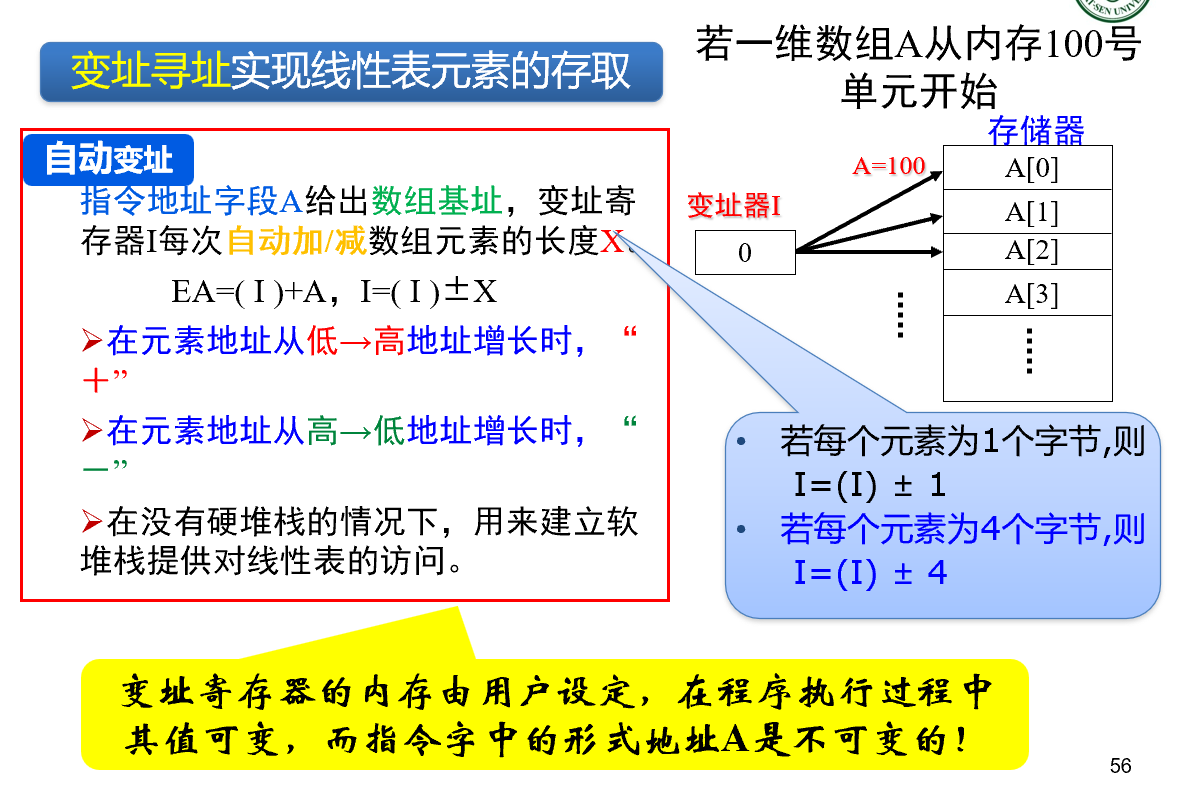 变址寻址实现线性表元素的存取
若一维数组A从内存100号
单元开始
自动变址
指令地址字段A给出数组基址，变址寄
存器I每次自动加/减数组元素的长度X。
EA=( I )+A，I=( I )±X
➢在元素地址从低→高地址增长时，“
＋”
➢在元素地址从高→低地址增长时，“
－”
➢在没有硬堆栈的情况下，用来建立软
堆栈提供对线性表的访问。
存储器
A=100
变址器I
0
A[0]
A[1]
A[2]
A[3]
• 若每个元素为1个字节,则
I=(I) ± 1
• 若每个元素为4个字节,则
I=(I) ± 4
变址寄存器的内存由用户设定，在程序执行过程中
其值可变，而指令字中的形式地址A是不可变的！
56